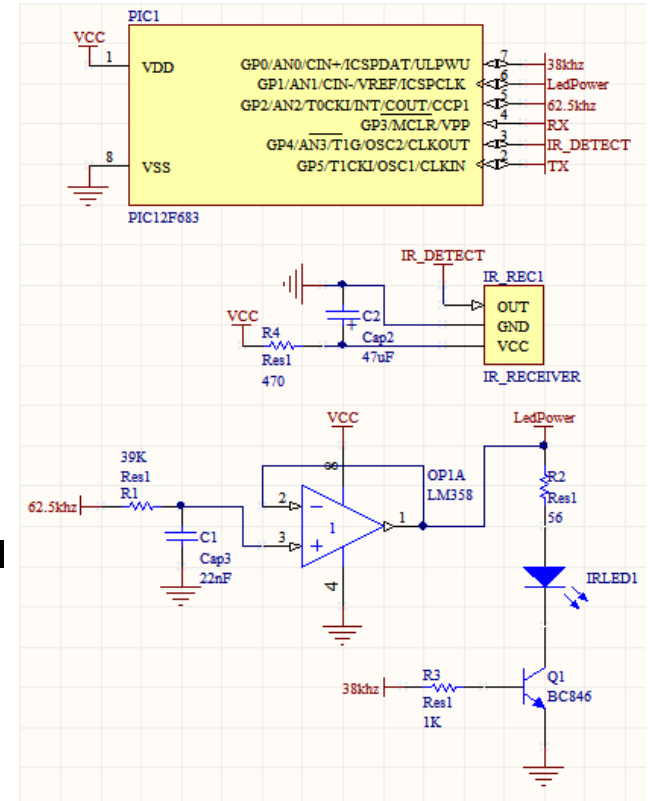 PIC1
VCC
1
VDD
GP0/AN0/CIN+/ICSPDAT/ULPWU
7
38khz
GP1/AN1/CIN-/VREF/ICSPCLK
6
LedPower
GP2/AN2/T0CKI/INT/COUT/CCP1
5
62.5khz
GP3/MCLR/VPP
4
RX
GP4/AN3/T1G/OSC2/CLKOUT
3
IR_DETECT
8
VSS
GP5/T1CKI/OSC1/CLKIN
2
TX
PIC12F683
IR_DETECT
IR_REC1
OUT
GND
VCC
IR_RECEIVER
C2
Cap2
47uF
VCC
R4
Res1
470
VCC
LedPower
39K
Res1
R1
62.5khz
C1
Cap3
22nF
8
2
3
1
1
4
OP1A
LM358
R2
Res1
56
IRLED1
38khz
R3
Res1
1K
Q1
BC846